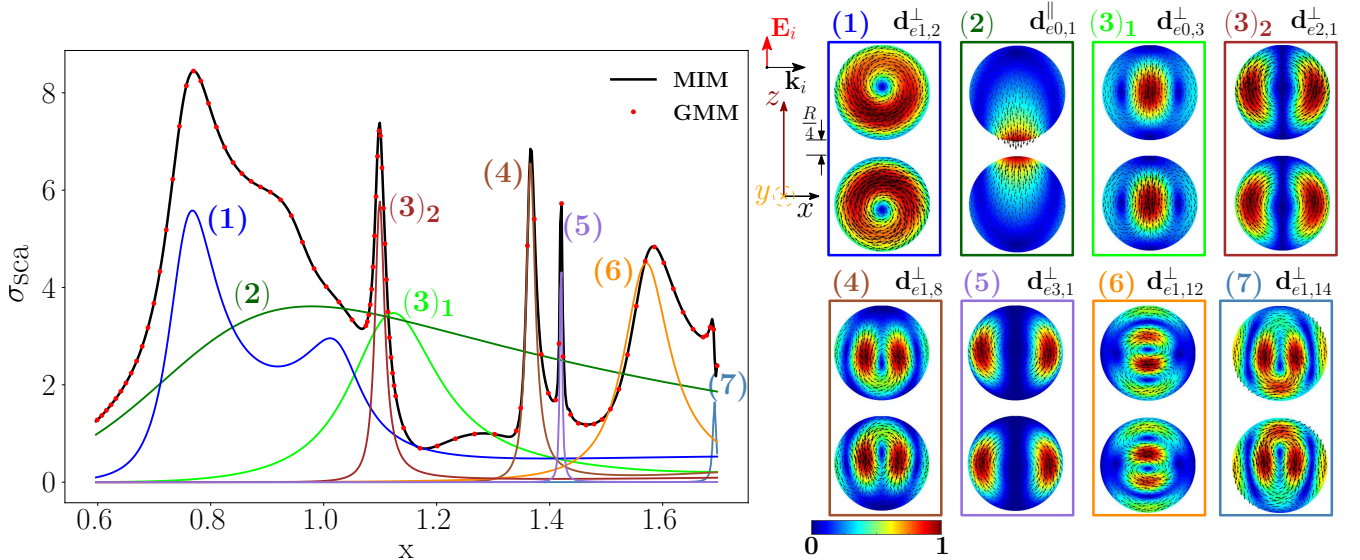 8
6
4
2
0
σsca
0.6 0.8 1.0 1.2 1.4 1.6
x
MIM
GMM
(1)
(2)
(3)₂
(3)₁
(4)
(5)
(6)
(7)
E_i
k_i
z
R/4
y
x
(1) d^⊥_{e1,2}
(2) d^∥_{e0,1}
(3)₁ d^⊥_{e0,3}
(3)₂ d^⊥_{e2,1}
(4) d^⊥_{e1,8}
(5) d^⊥_{e3,1}
(6) d^⊥_{e1,12}
(7) d^⊥_{e1,14}
0 1